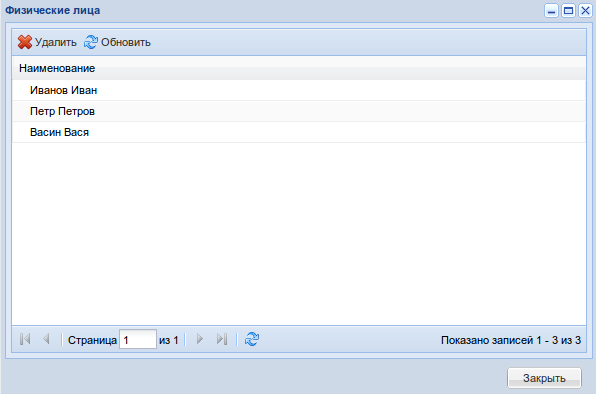 Физические лица
Удалить Обновить
Наименование
Иванов Иван
Петр Петров
Васин Вася
Страница 1 из 1 Показано записей 1 - 3 из 3
Закрыть